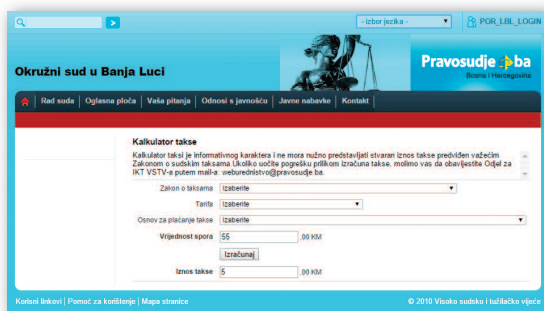 - izbor jezika -
POR_LBL_LOGIN
Okružni sud u Banja Luci
Pravosudje.ba
Bosna i Hercegovina
Rad suda | Oglasna ploča | Vaša pitanja | Odnosi s javnošću | Javne nabavke | Kontakt |
Kalkulator takse
Kalkulator taksi je informativnog karaktera i ne mora nužno predstavljati stvaran iznos takse predviđen važećim
Zakonom o sudskim taksama.Ukoliko uočite pogrešku prilikom izračuna takse, molimo vas da obavijestite Odjel za
IKT VSTV-a putem mail-a: weburednistvo@pravosudje.ba.
Zakon o taksama Izaberite
Tarifa Izaberite
Osnov za plaćanje takse Izaberite
Vrijednost spora 55 ,00 KM
Izračunaj
Iznos takse 5 ,00 KM
Korisni linkovi | Pomoć za korištenje | Mapa stranice
© 2010 Visoko sudsko i tužilačko vijeće